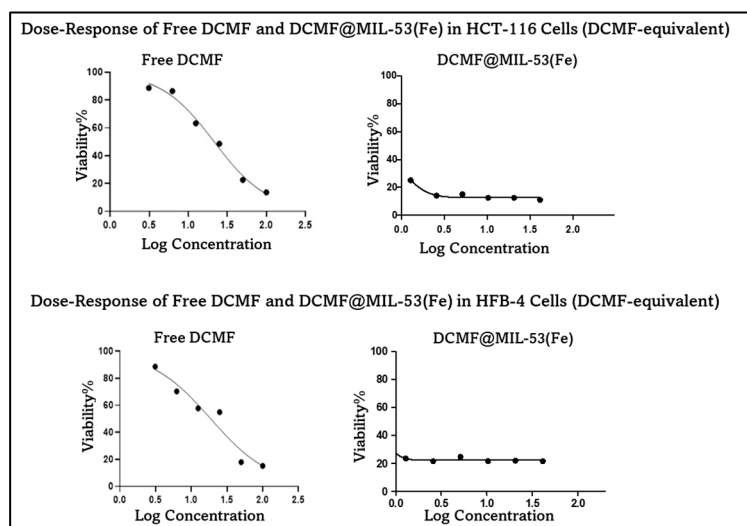 Dose-Response of Free DCMF and DCMF@MIL-53(Fe) in HCT-116 Cells (DCMF-equivalent)
Free DCMF
DCMF@MIL-53(Fe)
Viability%
100
80
60
40
20
0
0.0 0.5 1.0 1.5 2.0 2.5
Log Concentration
Viability%
100
80
60
40
20
0
0.0 0.5 1.0 1.5 2.0
Log Concentration
Dose-Response of Free DCMF and DCMF@MIL-53(Fe) in HFB-4 Cells (DCMF-equivalent)
Free DCMF
DCMF@MIL-53(Fe)
Viability%
100
80
60
40
20
0
0.0 0.5 1.0 1.5 2.0 2.5
Log Concentration
Viability%
100
80
60
40
20
0
0.0 0.5 1.0 1.5 2.0
Log Concentration